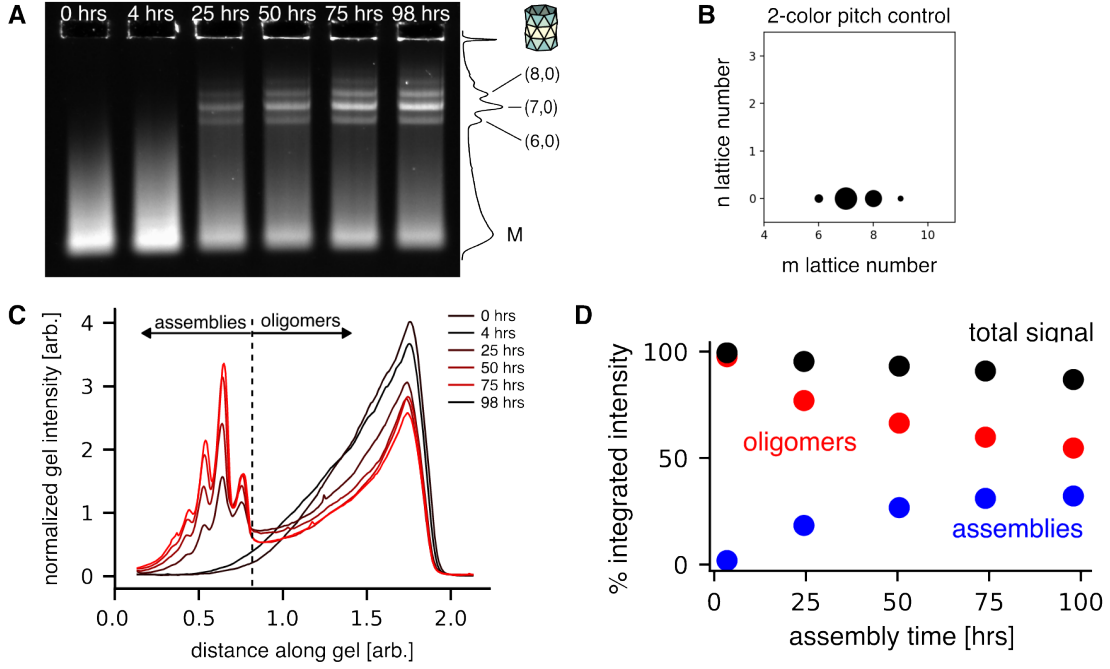 A
0 hrs 4 hrs 25 hrs 50 hrs 75 hrs 98 hrs
(8,0)
(7,0)
(6,0)
M
B
2-color pitch control
n lattice number
3
2
1
0
4 6 8 10
m lattice number
C
assemblies oligomers
normalized gel intensity [arb.]
4
3
2
1
0
0.0 0.5 1.0 1.5 2.0
distance along gel [arb.]
0 hrs
4 hrs
25 hrs
50 hrs
75 hrs
98 hrs
D
total signal
% integrated intensity
100
50
0
oligomers
assemblies
0 25 50 75 100
assembly time [hrs]